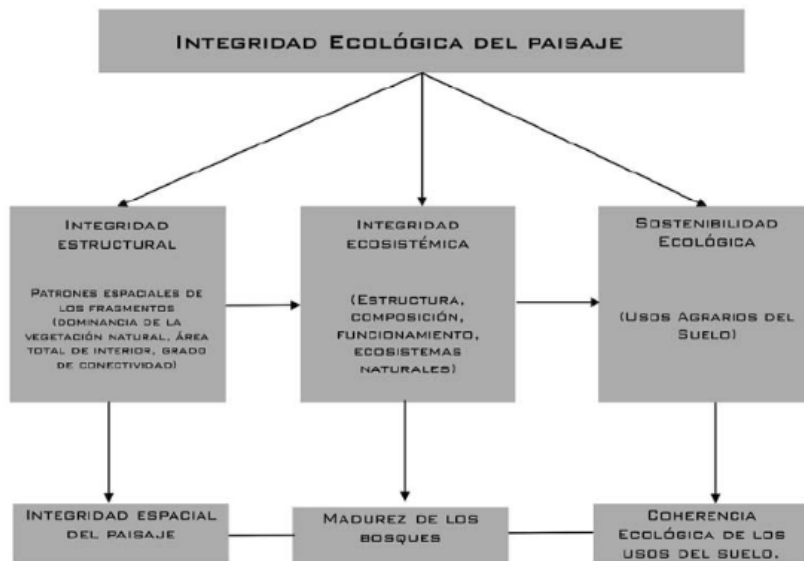 INTEGRIDAD ECOLÓGICA DEL PAISAJE
INTEGRIDAD
ESTRUCTURAL
PATRONES ESPACIALES DE
LOS FRAGMENTOS
(DOMINANCIA DE LA
VEGETACIÓN NATURAL, ÁREA
TOTAL DE INTERIOR, GRADO
DE CONECTIVIDAD)
INTEGRIDAD
ECOSISTÉMICA
(ESTRUCTURA,
COMPOSICIÓN,
FUNCIONAMIENTO,
ECOSISTEMAS
NATURALES)
SOSTENIBILIDAD
ECOLÓGICA
(USOS AGRARIOS DEL
SUELO)
INTEGRIDAD ESPACIAL
DEL PAISAJE
MADUREZ DE LOS
BOSQUES
COHERENCIA
ECOLÓGICA DE LOS
USOS DEL SUELO.